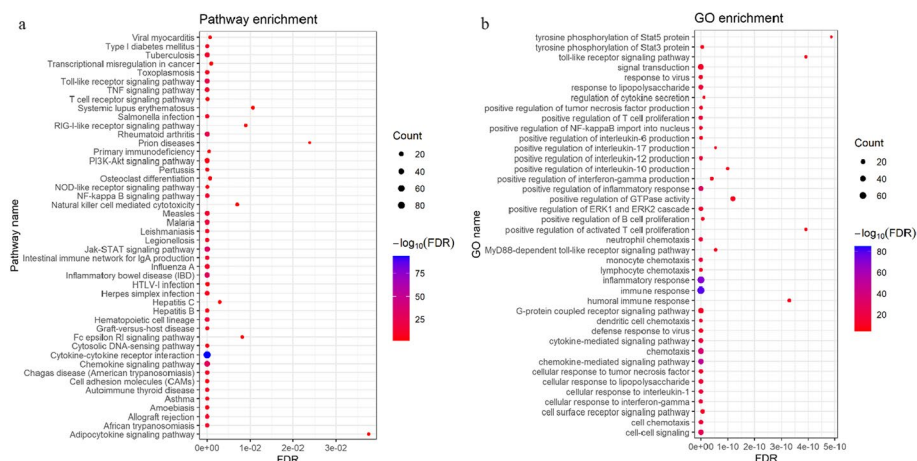 a
Pathway enrichment
Pathway name
Viral myocarditis
Type I diabetes mellitus
Tuberculosis
Transcriptional misregulation in cancer
Toxoplasmosis
Toll-like receptor signaling pathway
TNF signaling pathway
T cell receptor signaling pathway
Systemic lupus erythematosus
Salmonella infection
RIG-I-like receptor signaling pathway
Rheumatoid arthritis
Prion diseases
Primary immunodeficiency
PI3K-Akt signaling pathway
Pertussis
Osteoclast differentiation
NOD-like receptor signaling pathway
NF-kappa B signaling pathway
Natural killer cell mediated cytotoxicity
Measles
Malaria
Leishmaniasis
Legionellosis
Jak-STAT signaling pathway
Intestinal immune network for IgA production
Influenza A
Inflammatory bowel disease (IBD)
HTLV-I infection
Herpes simplex infection
Hepatitis C
Hepatitis B
Hematopoietic cell lineage
Graft-versus-host disease
Fc epsilon RI signaling pathway
Cytosolic DNA-sensing pathway
Cytokine-cytokine receptor interaction
Chemokine signaling pathway
Chagas disease (American trypanosomiasis)
Cell adhesion molecules (CAMs)
Autoimmune thyroid disease
Asthma
Amoebiasis
Allograft rejection
African trypanosomiasis
Adipocytokine signaling pathway
0e+00 1e-02 2e-02 3e-02
FDR
Count
20
40
60
80
−log10(FDR)
75
50
25
b
GO enrichment
GO name
tyrosine phosphorylation of Stat5 protein
tyrosine phosphorylation of Stat3 protein
toll-like receptor signaling pathway
signal transduction
response to virus
response to lipopolysaccharide
regulation of cytokine secretion
positive regulation of tumor necrosis factor production
positive regulation of T cell proliferation
positive regulation of NF-kappaB import into nucleus
positive regulation of interleukin-6 production
positive regulation of interleukin-17 production
positive regulation of interleukin-12 production
positive regulation of interleukin-10 production
positive regulation of interferon-gamma production
positive regulation of inflammatory response
positive regulation of GTPase activity
positive regulation of ERK1 and ERK2 cascade
positive regulation of B cell proliferation
positive regulation of activated T cell proliferation
neutrophil chemotaxis
MyD88-dependent toll-like receptor signaling pathway
monocyte chemotaxis
lymphocyte chemotaxis
inflammatory response
immune response
humoral immune response
G-protein coupled receptor signaling pathway
dendritic cell chemotaxis
defense response to virus
cytokine-mediated signaling pathway
chemotaxis
chemokine-mediated signaling pathway
cellular response to tumor necrosis factor
cellular response to lipopolysaccharide
cellular response to interleukin-1
cellular response to interferon-gamma
cell surface receptor signaling pathway
cell chemotaxis
cell-cell signaling
0e+00 1e-10 2e-10 3e-10 4e-10 5e-10
FDR
Count
20
40
60
−log10(FDR)
80
60
40
20